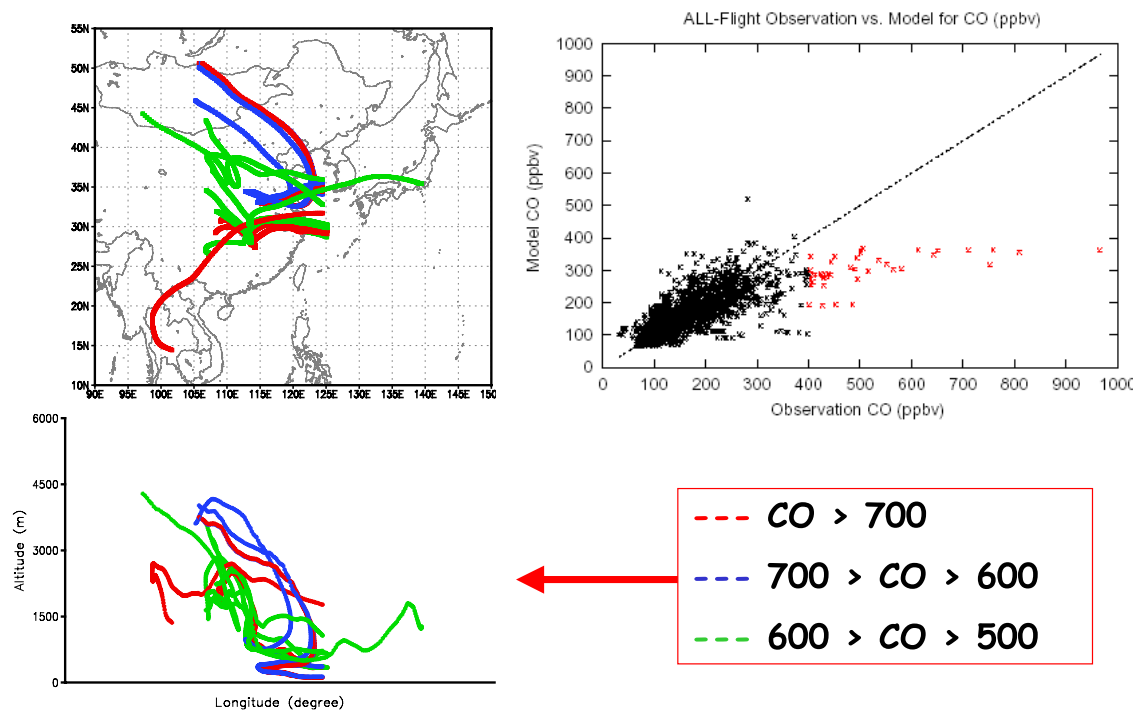 55N
50N
45N
40N
35N
30N
25N
20N
15N
10N
90E 95E 100E 105E 110E 115E 120E 125E 130E 135E 140E 145E 150
ALL-Flight Observation vs. Model for CO (ppbv)
Model CO (ppbv)
1000
900
800
700
600
500
400
300
200
100
0
0 100 200 300 400 500 600 700 800 900 1000
Observation CO (ppbv)
Altitude (m)
6000
4500
3000
1500
0
Longitude (degree)
CO > 700
700 > CO > 600
600 > CO > 500